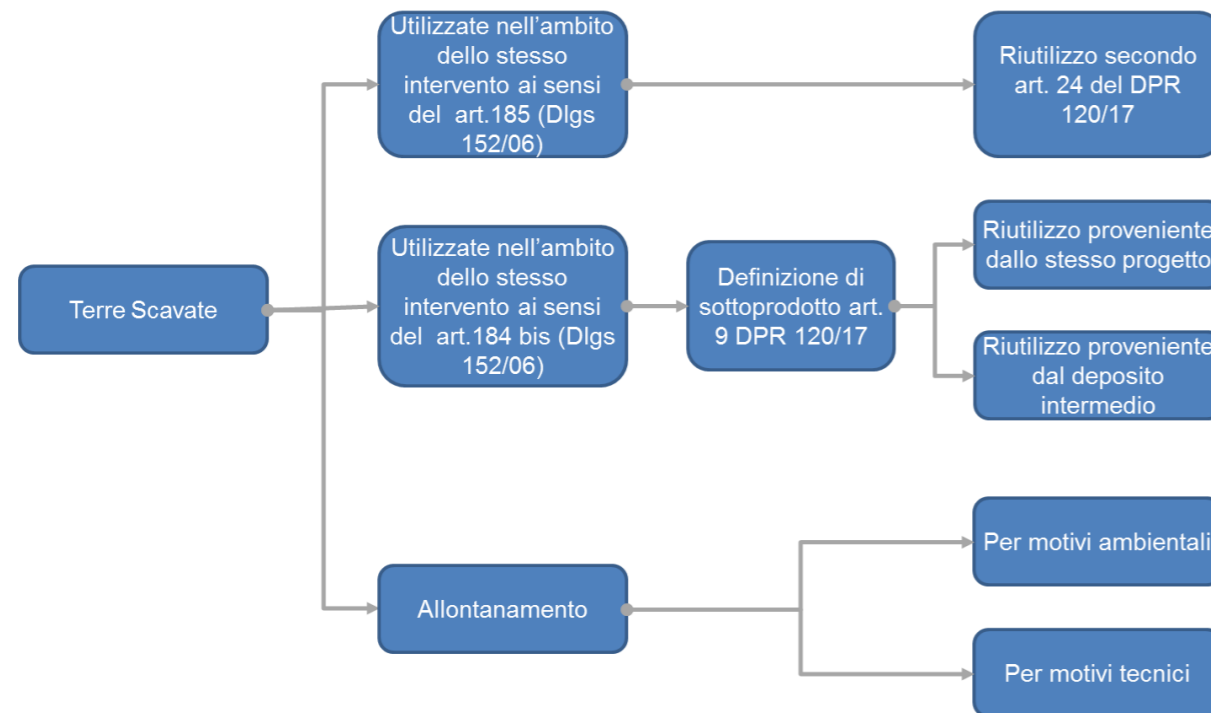 Utilizzate nell’ambito
dello stesso
intervento ai sensi
del art.185 (Dlgs
152/06)
Riutilizzo secondo
art. 24 del DPR
120/17
Terre Scavate
Utilizzate nell’ambito
dello stesso
intervento ai sensi
del art.184 bis (Dlgs
152/06)
Definizione di
sottoprodotto art.
9 DPR 120/17
Riutilizzo proveniente
dallo stesso progetto
Riutilizzo proveniente
dal deposito
intermedio
Allontanamento
Per motivi ambientali
Per motivi tecnici